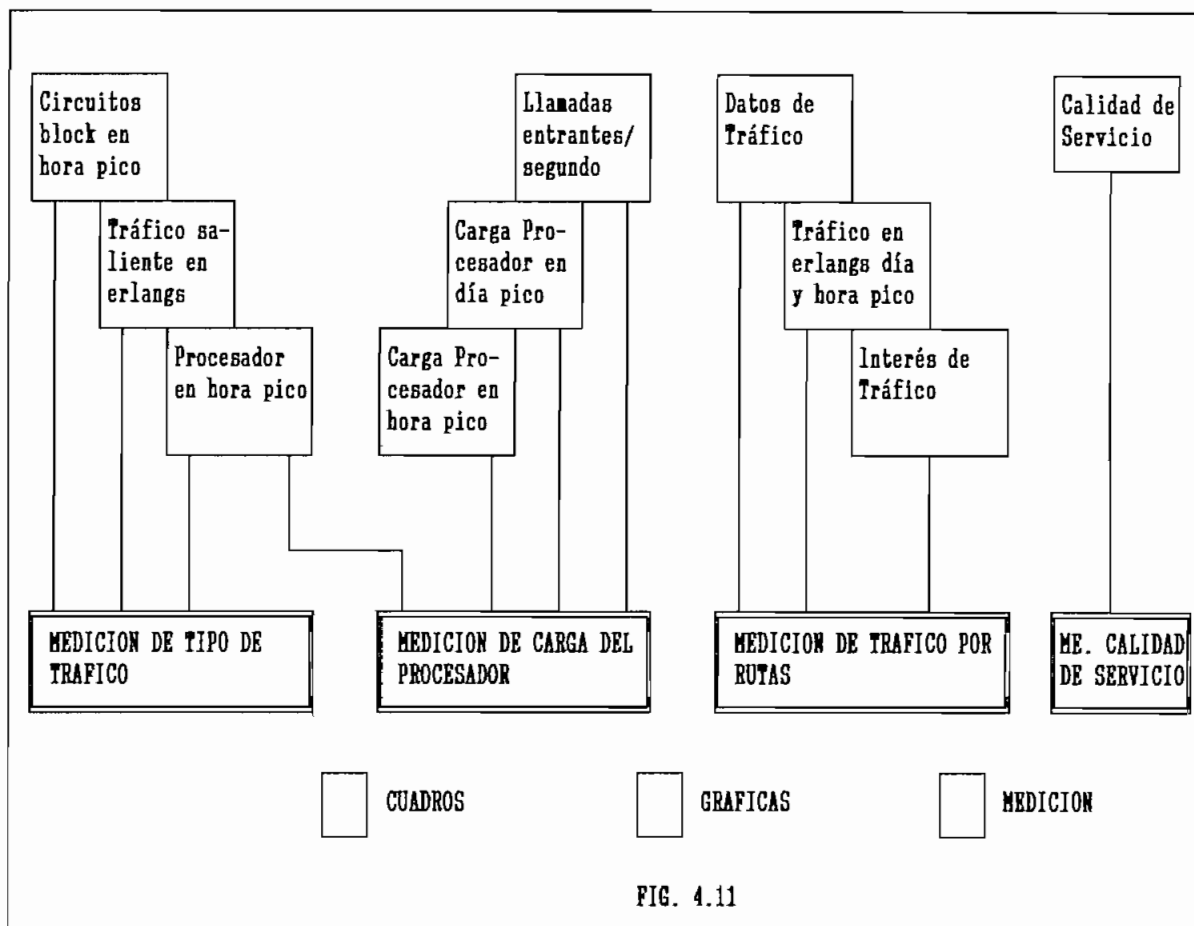 Circuitos
block en
hora pico
Tráfico sa-
liente en
erlangs
Procesador
en hora pico
Llamadas
entrantes/
segundo
Carga Pro-
cesador en
día pico
Carga Pro-
cesador en
hora pico
Datos de
Tráfico
Tráfico en
erlangs día
y hora pico
Interés de
Tráfico
Calidad de
Servicio
MEDICION DE TIPO DE
TRAFICO
MEDICION DE CARGA DEL
PROCESADOR
MEDICION DE TRAFICO POR
RUTAS
ME. CALIDAD
DE SERVICIO
CUADROS
GRAFICAS
MEDICION
FIG. 4.11